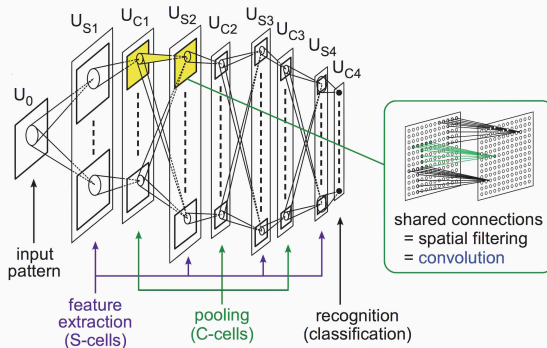 U0
US1
UC1
US2
UC2
US3
UC3
US4
UC4
input
pattern
feature
extraction
(S-cells)
pooling
(C-cells)
recognition
(classification)
shared connections
= spatial filtering
= convolution